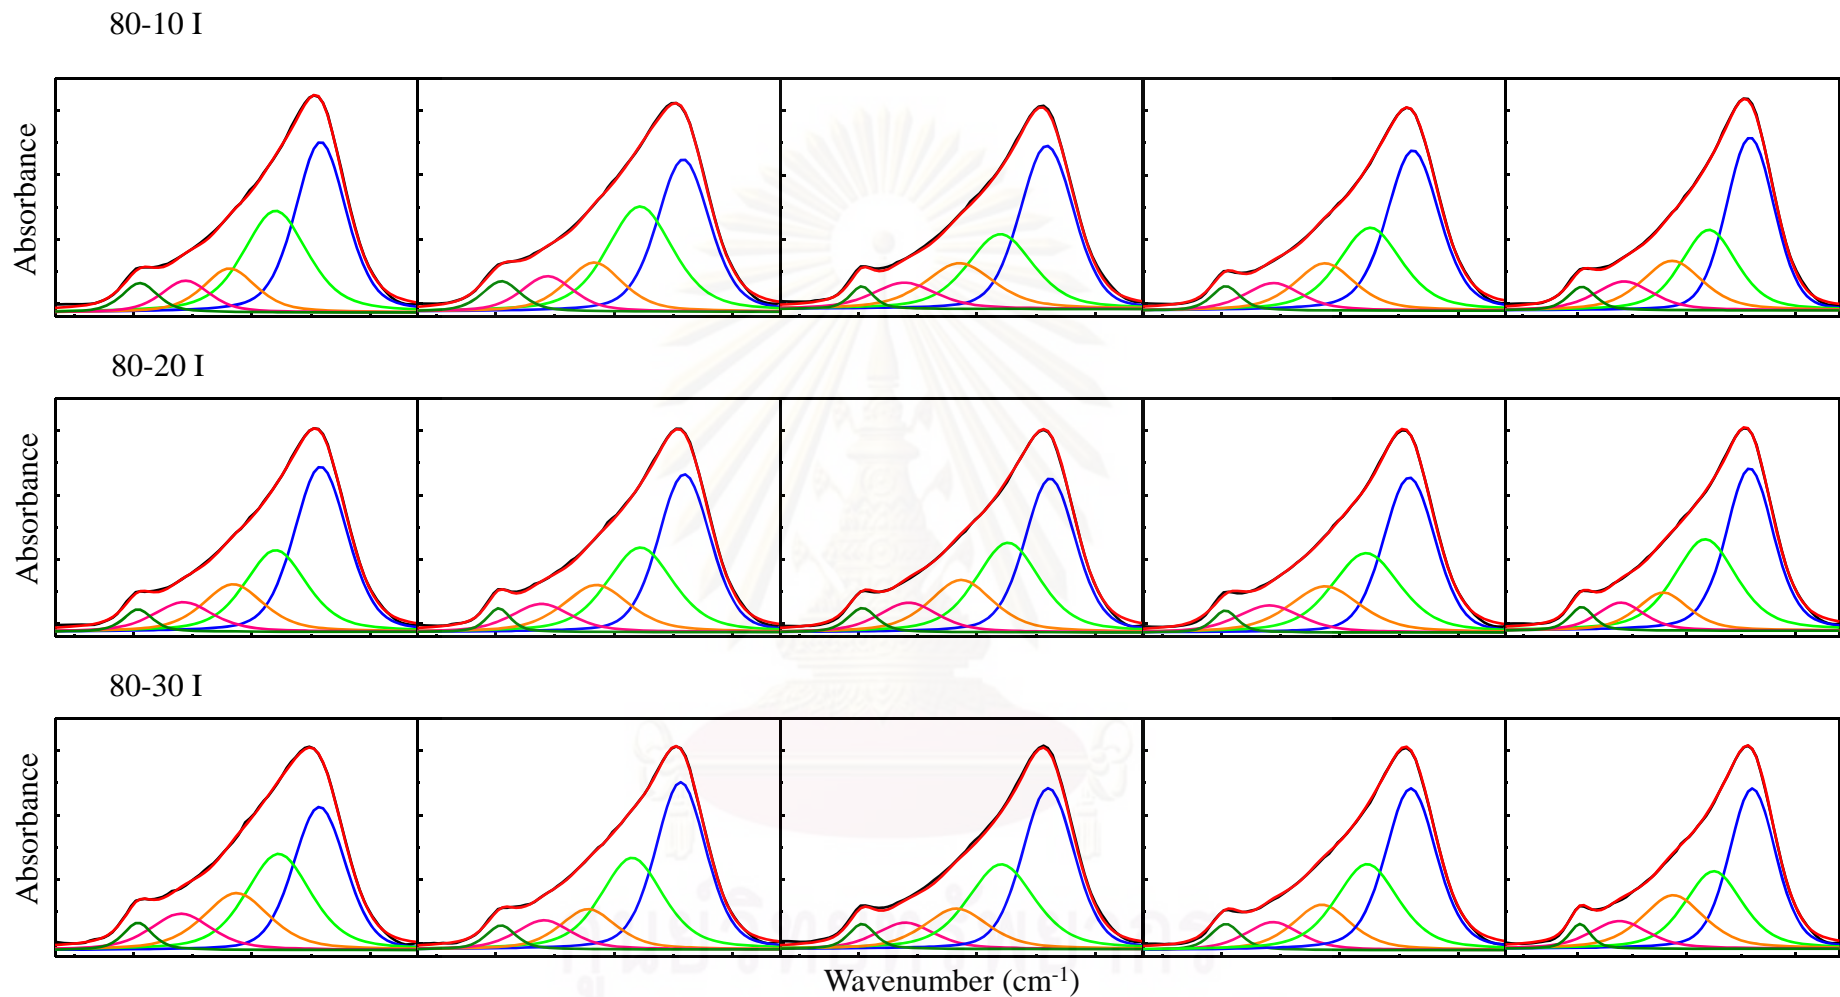 80-10 I
Absorbance
80-20 I
Absorbance
80-30 I
Absorbance
Wavenumber (cm⁻¹)